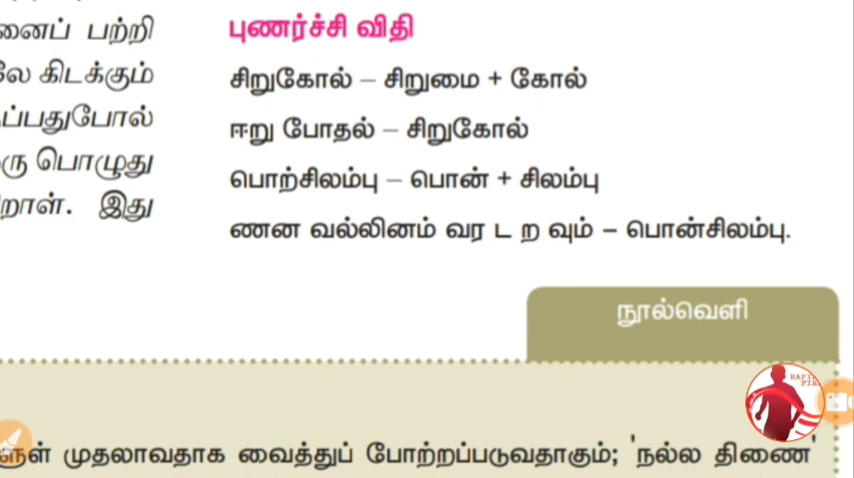 னைப் பற்றி
லே கிடக்கும்
ப்பதுபோல்
ரு பொழுது
றாள். இது
புணர்ச்சி விதி
சிறுகோல் – சிறுமை + கோல்
ஈறு போதல் – சிறுகோல்
பொற்சிலம்பு – பொன் + சிலம்பு
ணன வல்லினம் வர ட ற வும் – பொன்சிலம்பு.
நூல்வெளி
ளுள் முதலாவதாக வைத்துப் போற்றப்படுவதாகும்; 'நல்ல திணை'